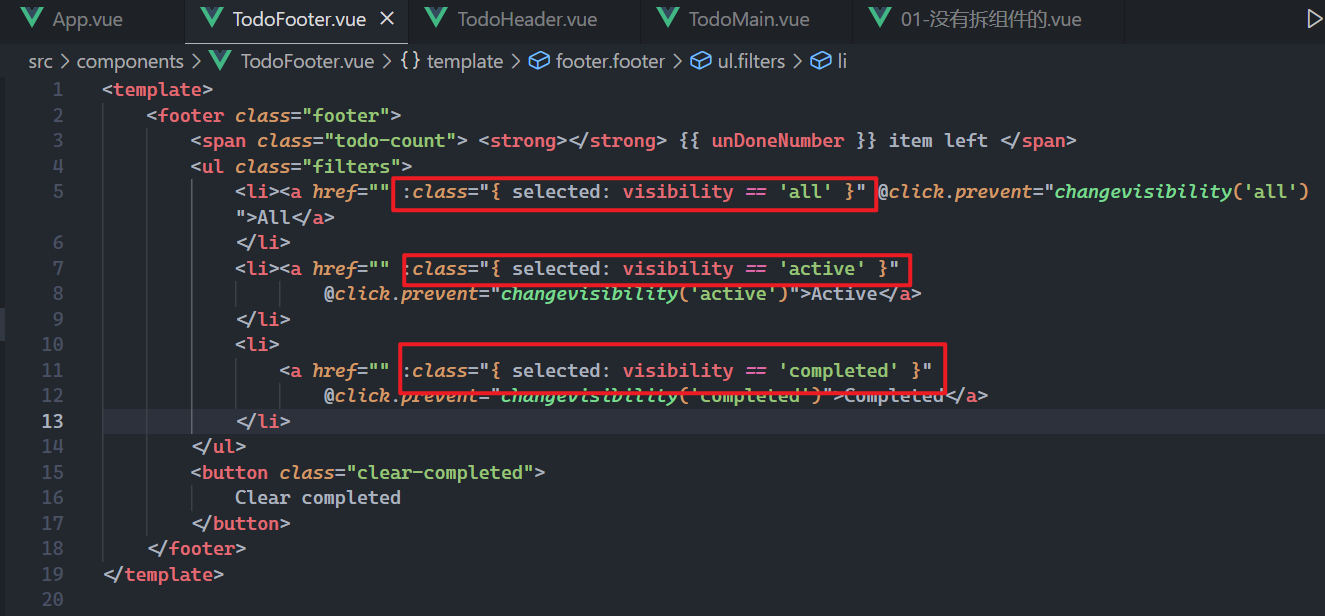 App.vue TodoFooter.vue × TodoHeader.vue TodoMain.vue 01-没有拆组件的.vue
src > components > TodoFooter.vue > {} template > footer.footer > ul.filters > li
1 <template>
2 <footer class="footer">
3 <span class="todo-count"> <strong></strong> {{ unDoneNumber }} item left </span>
4 <ul class="filters">
5 <li><a href="" :class="{ selected: visibility == 'all' }" @click.prevent="changevisibility('all')
">All</a>
6 </li>
7 <li><a href="" :class="{ selected: visibility == 'active' }"
8 @click.prevent="changevisibility('active')">Active</a>
9 </li>
10 <li>
11 <a href="" :class="{ selected: visibility == 'completed' }"
12 @click.prevent="changevisibility('completed')">Completed</a>
13 </li>
14 </ul>
15 <button class="clear-completed">
16 Clear completed
17 </button>
18 </footer>
19 </template>
20